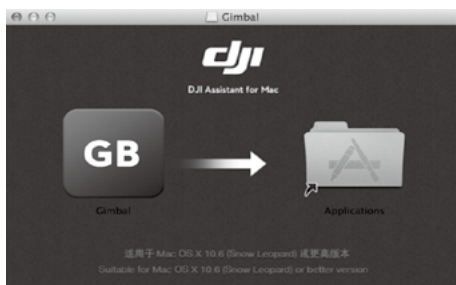 Gimbal
dji
DJI Assistant for Mac
GB
Gimbal
Applications
适用于 Mac OS X 10.6 (Snow Leopard) 或更高版本
Suitable for Mac OS X 10.6 (Snow Leopard) or better version